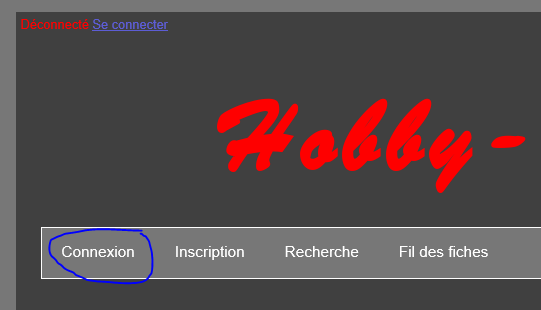 Déconnecté Se connecter
Hobby-
Connexion Inscription Recherche Fil des fiches